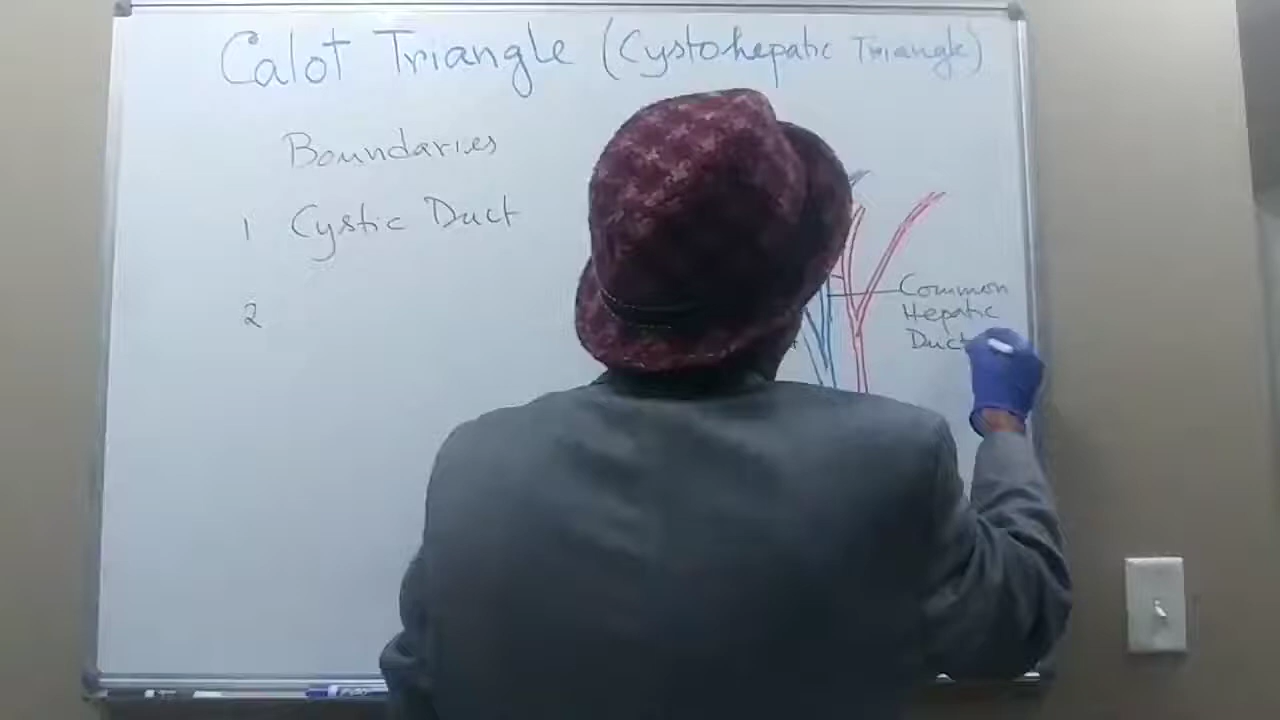 Calot Triangle (Cystohepatic Triangle)
Boundaries
1 Cystic Duct
2
Common
Hepatic
Duct